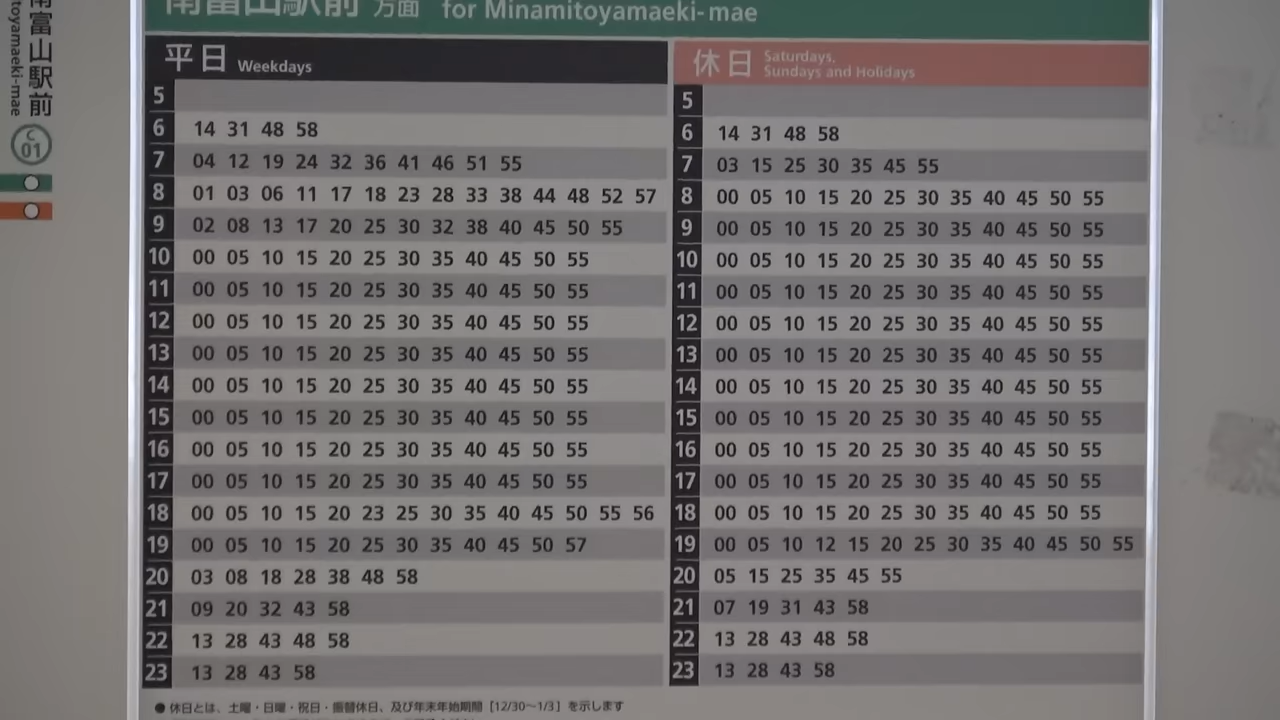 南富山駅前
toyamaeki-mae
C
01
南富山駅前 方面 for Minamitoyamaeki-mae
平日 Weekdays
5
6 14 31 48 58
7 04 12 19 24 32 36 41 46 51 55
8 01 03 06 11 17 18 23 28 33 38 44 48 52 57
9 02 08 13 17 20 25 30 32 38 40 45 50 55
10 00 05 10 15 20 25 30 35 40 45 50 55
11 00 05 10 15 20 25 30 35 40 45 50 55
12 00 05 10 15 20 25 30 35 40 45 50 55
13 00 05 10 15 20 25 30 35 40 45 50 55
14 00 05 10 15 20 25 30 35 40 45 50 55
15 00 05 10 15 20 25 30 35 40 45 50 55
16 00 05 10 15 20 25 30 35 40 45 50 55
17 00 05 10 15 20 25 30 35 40 45 50 55
18 00 05 10 15 20 23 25 30 35 40 45 50 55 56
19 00 05 10 15 20 25 30 35 40 45 50 57
20 03 08 18 28 38 48 58
21 09 20 32 43 58
22 13 28 43 48 58
23 13 28 43 58
休日 Saturdays,
Sundays and Holidays
5
6 14 31 48 58
7 03 15 25 30 35 45 55
8 00 05 10 15 20 25 30 35 40 45 50 55
9 00 05 10 15 20 25 30 35 40 45 50 55
10 00 05 10 15 20 25 30 35 40 45 50 55
11 00 05 10 15 20 25 30 35 40 45 50 55
12 00 05 10 15 20 25 30 35 40 45 50 55
13 00 05 10 15 20 25 30 35 40 45 50 55
14 00 05 10 15 20 25 30 35 40 45 50 55
15 00 05 10 15 20 25 30 35 40 45 50 55
16 00 05 10 15 20 25 30 35 40 45 50 55
17 00 05 10 15 20 25 30 35 40 45 50 55
18 00 05 10 15 20 25 30 35 40 45 50 55
19 00 05 10 12 15 20 25 30 35 40 45 50 55
20 05 15 25 35 45 55
21 07 19 31 43 58
22 13 28 43 48 58
23 13 28 43 58
●休日とは、土曜・日曜・祝日・振替休日、及び年末年始期間［12/30～1/3］を示します